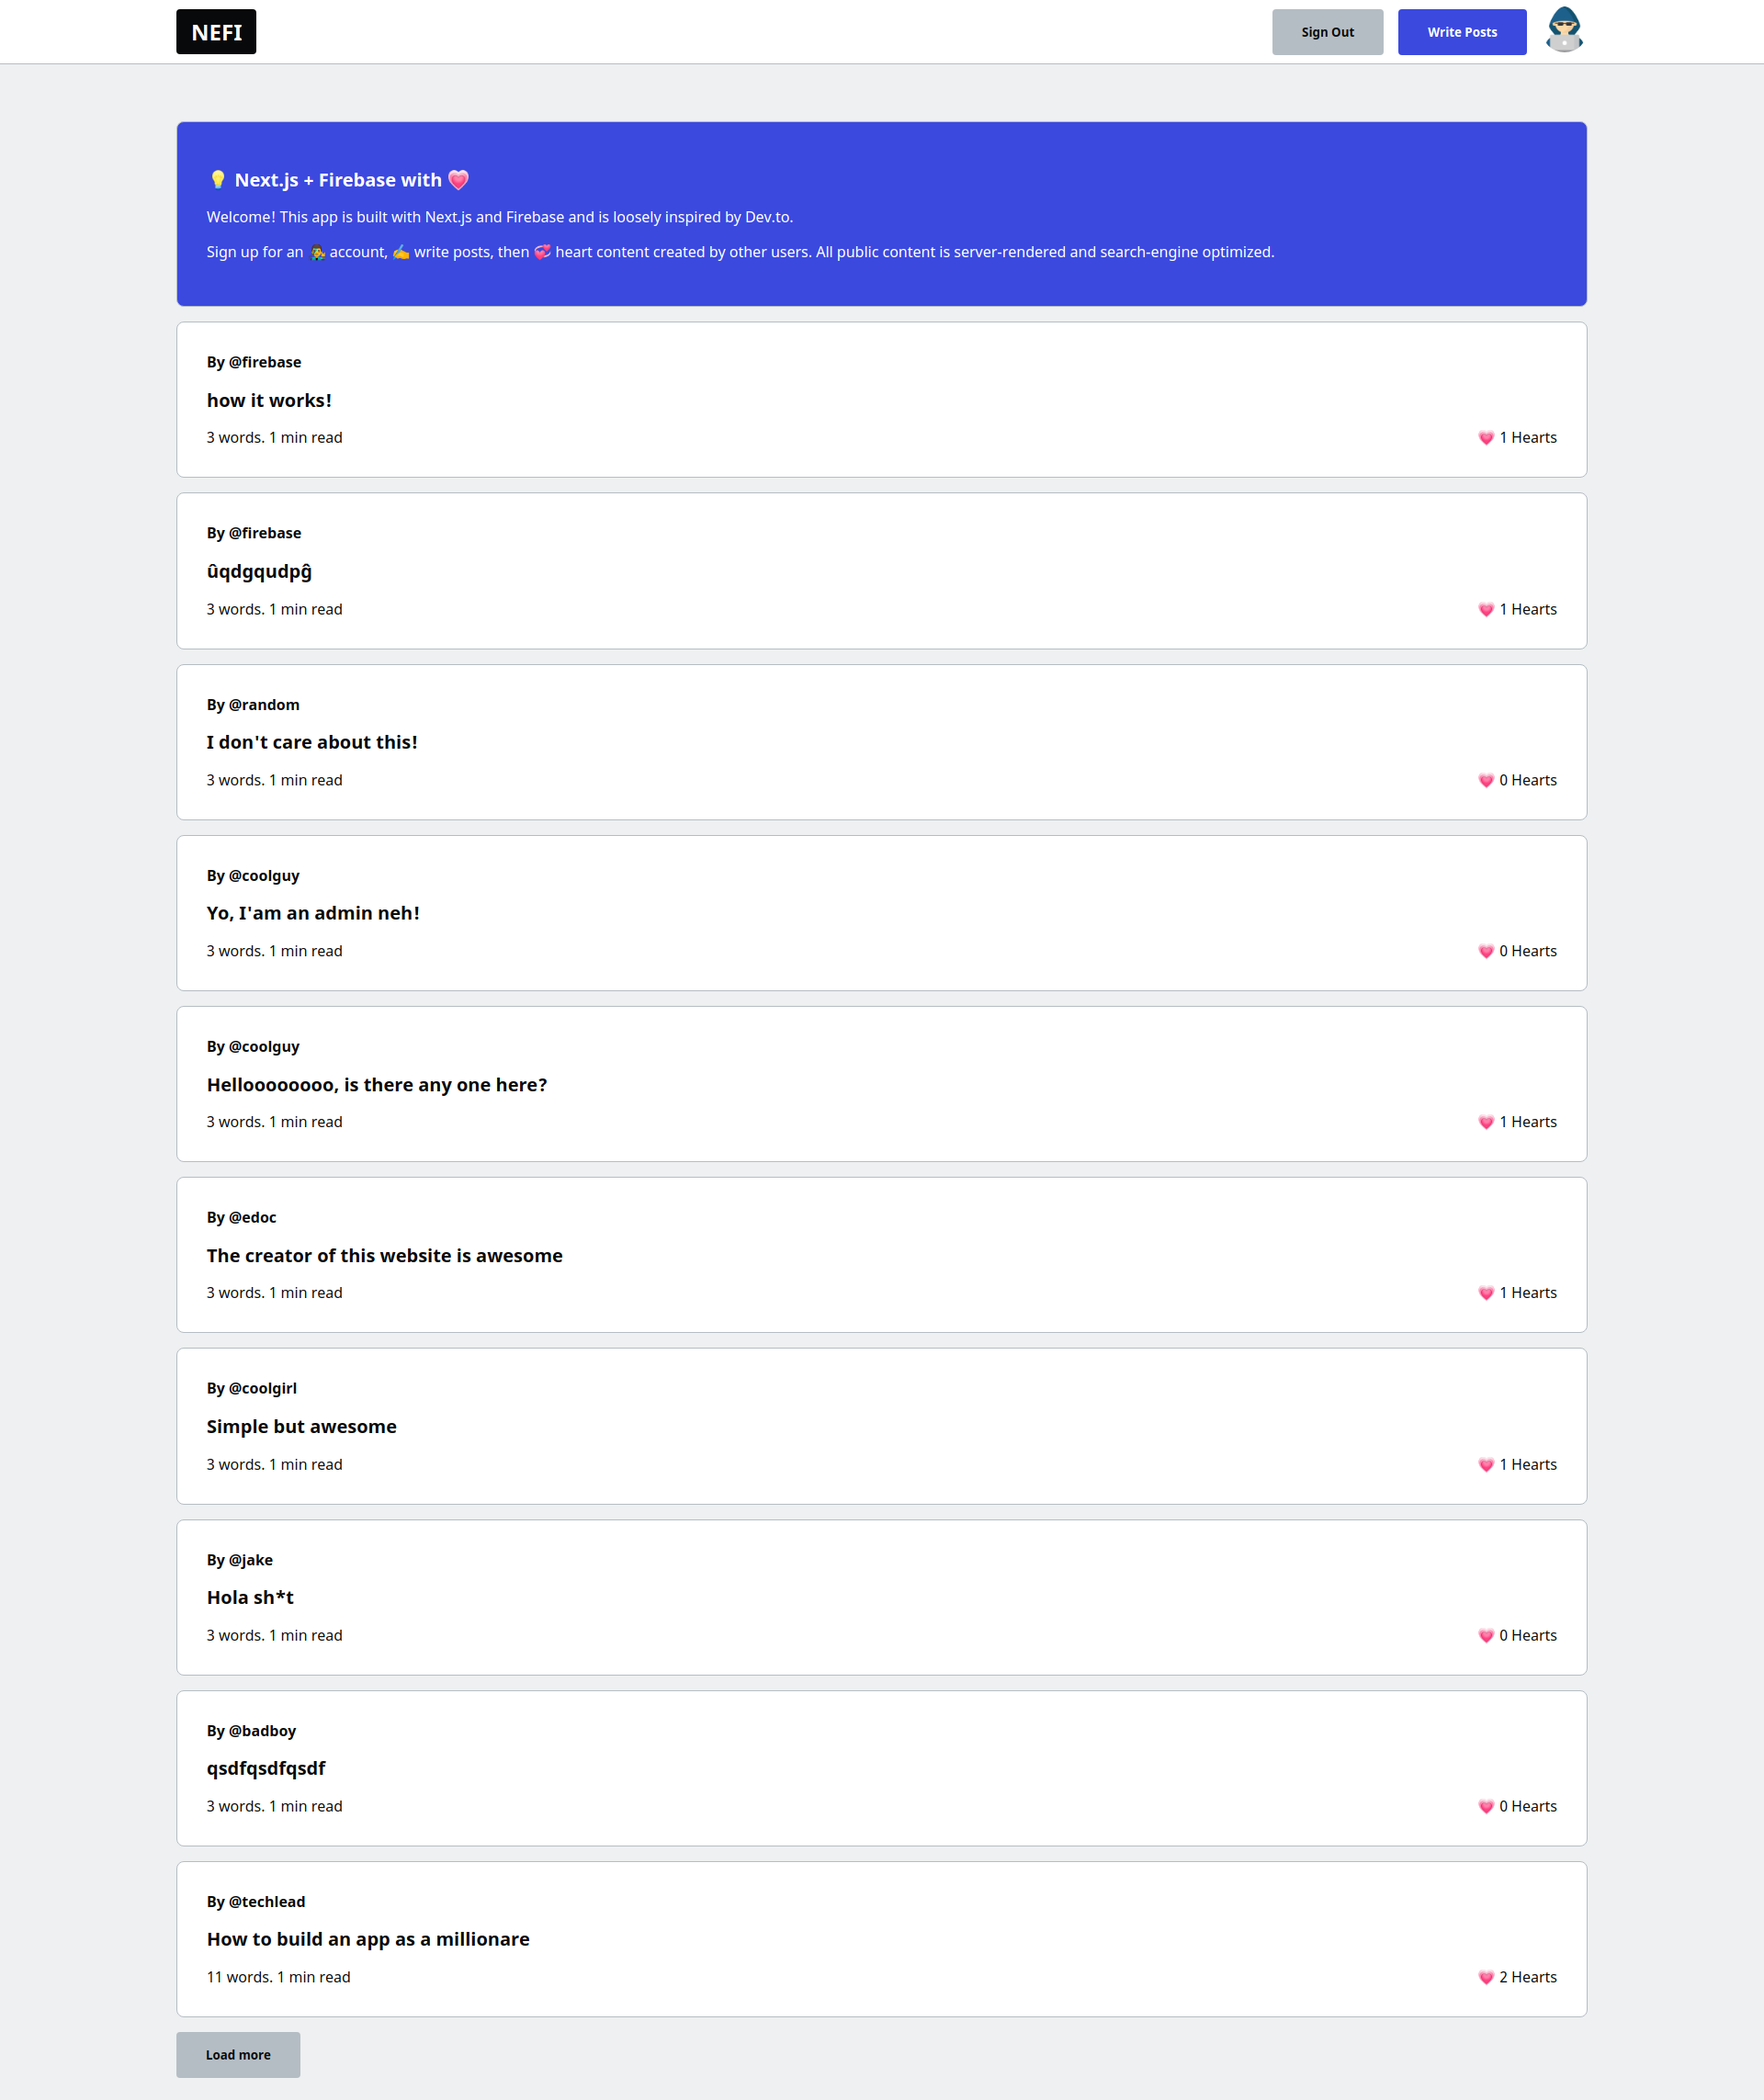 NEFI
Sign Out
Write Posts
💡 Next.js + Firebase with 💗
Welcome! This app is built with Next.js and Firebase and is loosely inspired by Dev.to.
Sign up for an 👨‍🎤 account, ✍️ write posts, then 💞 heart content created by other users. All public content is server-rendered and search-engine optimized.
By @firebase
how it works!
3 words. 1 min read
💗 1 Hearts
By @firebase
ûqdgqudpĝ
3 words. 1 min read
💗 1 Hearts
By @random
I don't care about this!
3 words. 1 min read
💗 0 Hearts
By @coolguy
Yo, I'am an admin neh!
3 words. 1 min read
💗 0 Hearts
By @coolguy
Helloooooooo, is there any one here?
3 words. 1 min read
💗 1 Hearts
By @edoc
The creator of this website is awesome
3 words. 1 min read
💗 1 Hearts
By @coolgirl
Simple but awesome
3 words. 1 min read
💗 1 Hearts
By @jake
Hola sh*t
3 words. 1 min read
💗 0 Hearts
By @badboy
qsdfqsdfqsdf
3 words. 1 min read
💗 0 Hearts
By @techlead
How to build an app as a millionare
11 words. 1 min read
💗 2 Hearts
Load more